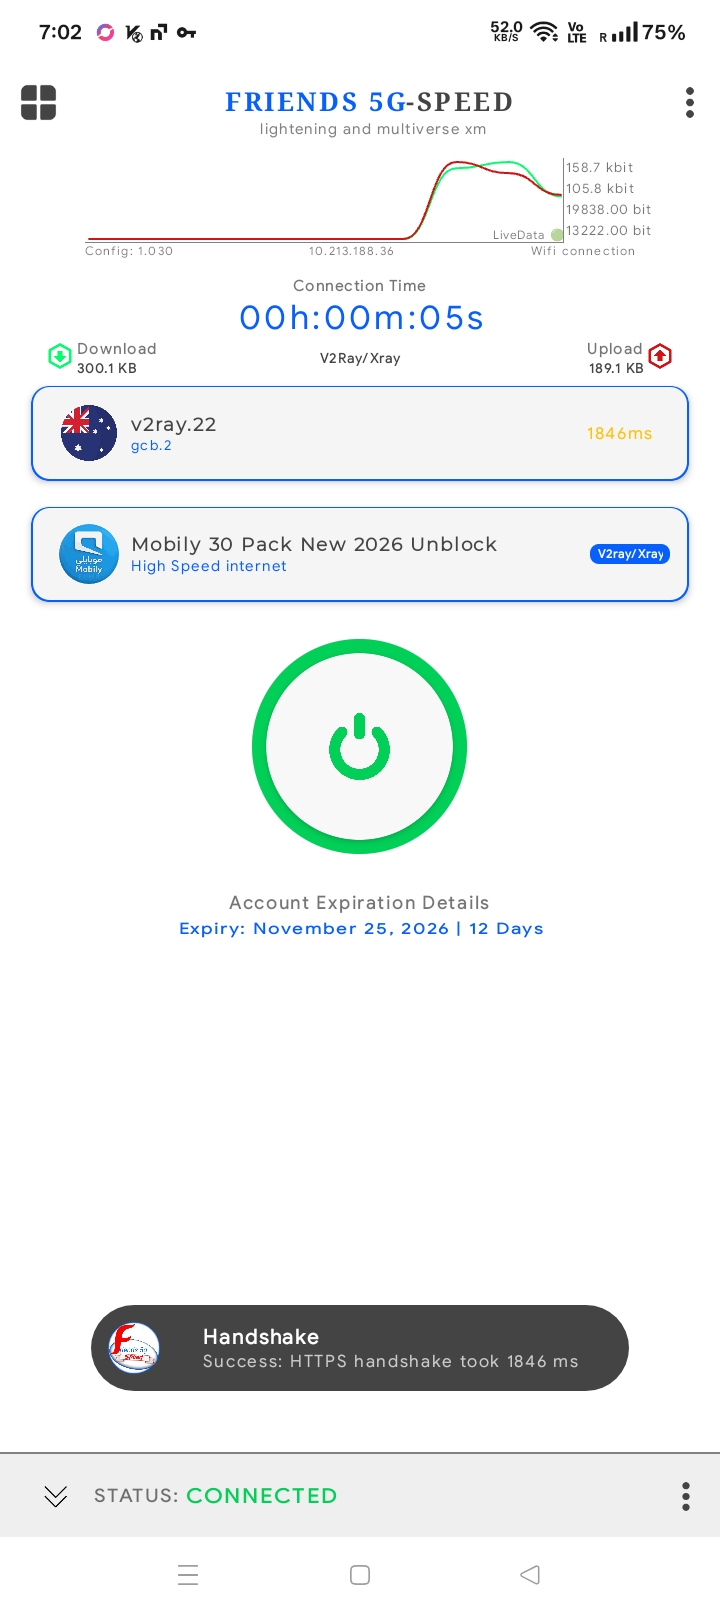 7:02
52.0 KB/S Vo LTE R 75%
FRIENDS 5G-SPEED
lightening and multiverse xm
158.7 kbit
105.8 kbit
19838.00 bit
LiveData 13222.00 bit
Config: 1.030 10.213.188.36 Wifi connection
Connection Time
00h:00m:05s
Download V2Ray/Xray Upload
300.1 KB 189.1 KB
v2ray.22
gcb.2
1846ms
موبايلي
Mobily
Mobily 30 Pack New 2026 Unblock
High Speed internet
V2ray/Xray
Account Expiration Details
Expiry: November 25, 2026 | 12 Days
Handshake
Success: HTTPS handshake took 1846 ms
STATUS: CONNECTED